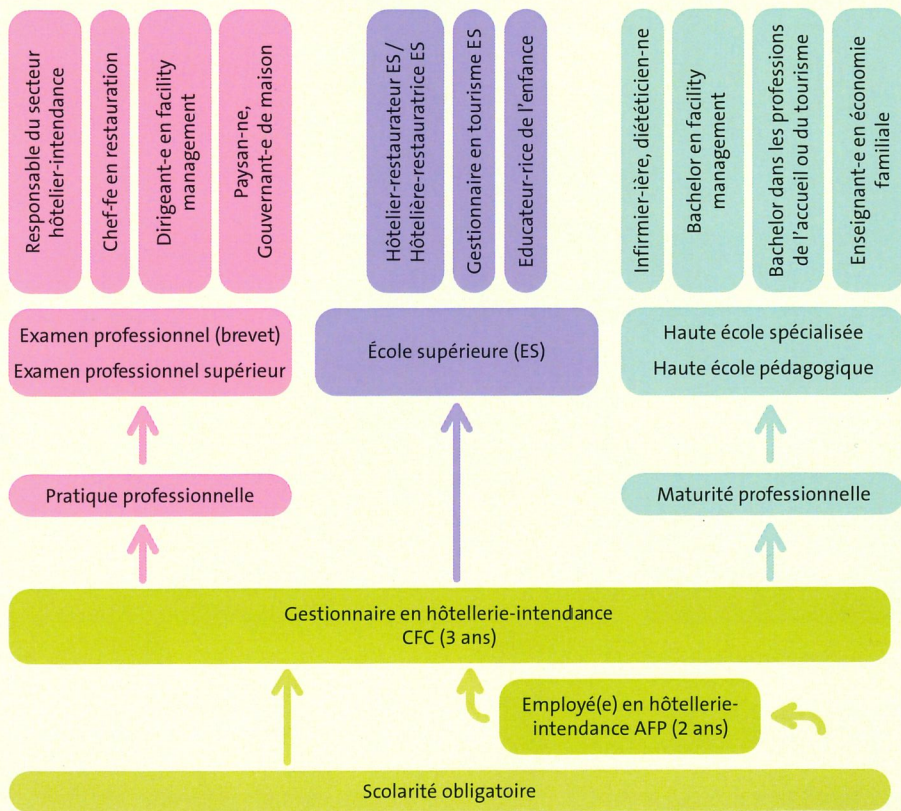 Responsable du secteur
hôtelier-intendance
Chef-fe en restauration
Dirigeant-e en facility
management
Paysan-ne,
Gouvernant-e de maison
Hôtelier-restaurateur ES /
Hôtelière-restauratrice ES
Gestionnaire en tourisme ES
Educateur-rice de l'enfance
Infirmier-ière, diététicien-ne
Bachelor en facility
management
Bachelor dans les professions
de l'accueil ou du tourisme
Enseignant-e en économie
familiale
Examen professionnel (brevet)
Examen professionnel supérieur
École supérieure (ES)
Haute école spécialisée
Haute école pédagogique
Pratique professionnelle
Maturité professionnelle
Gestionnaire en hôtellerie-intendance
CFC (3 ans)
Employé(e) en hôtellerie-
intendance AFP (2 ans)
Scolarité obligatoire